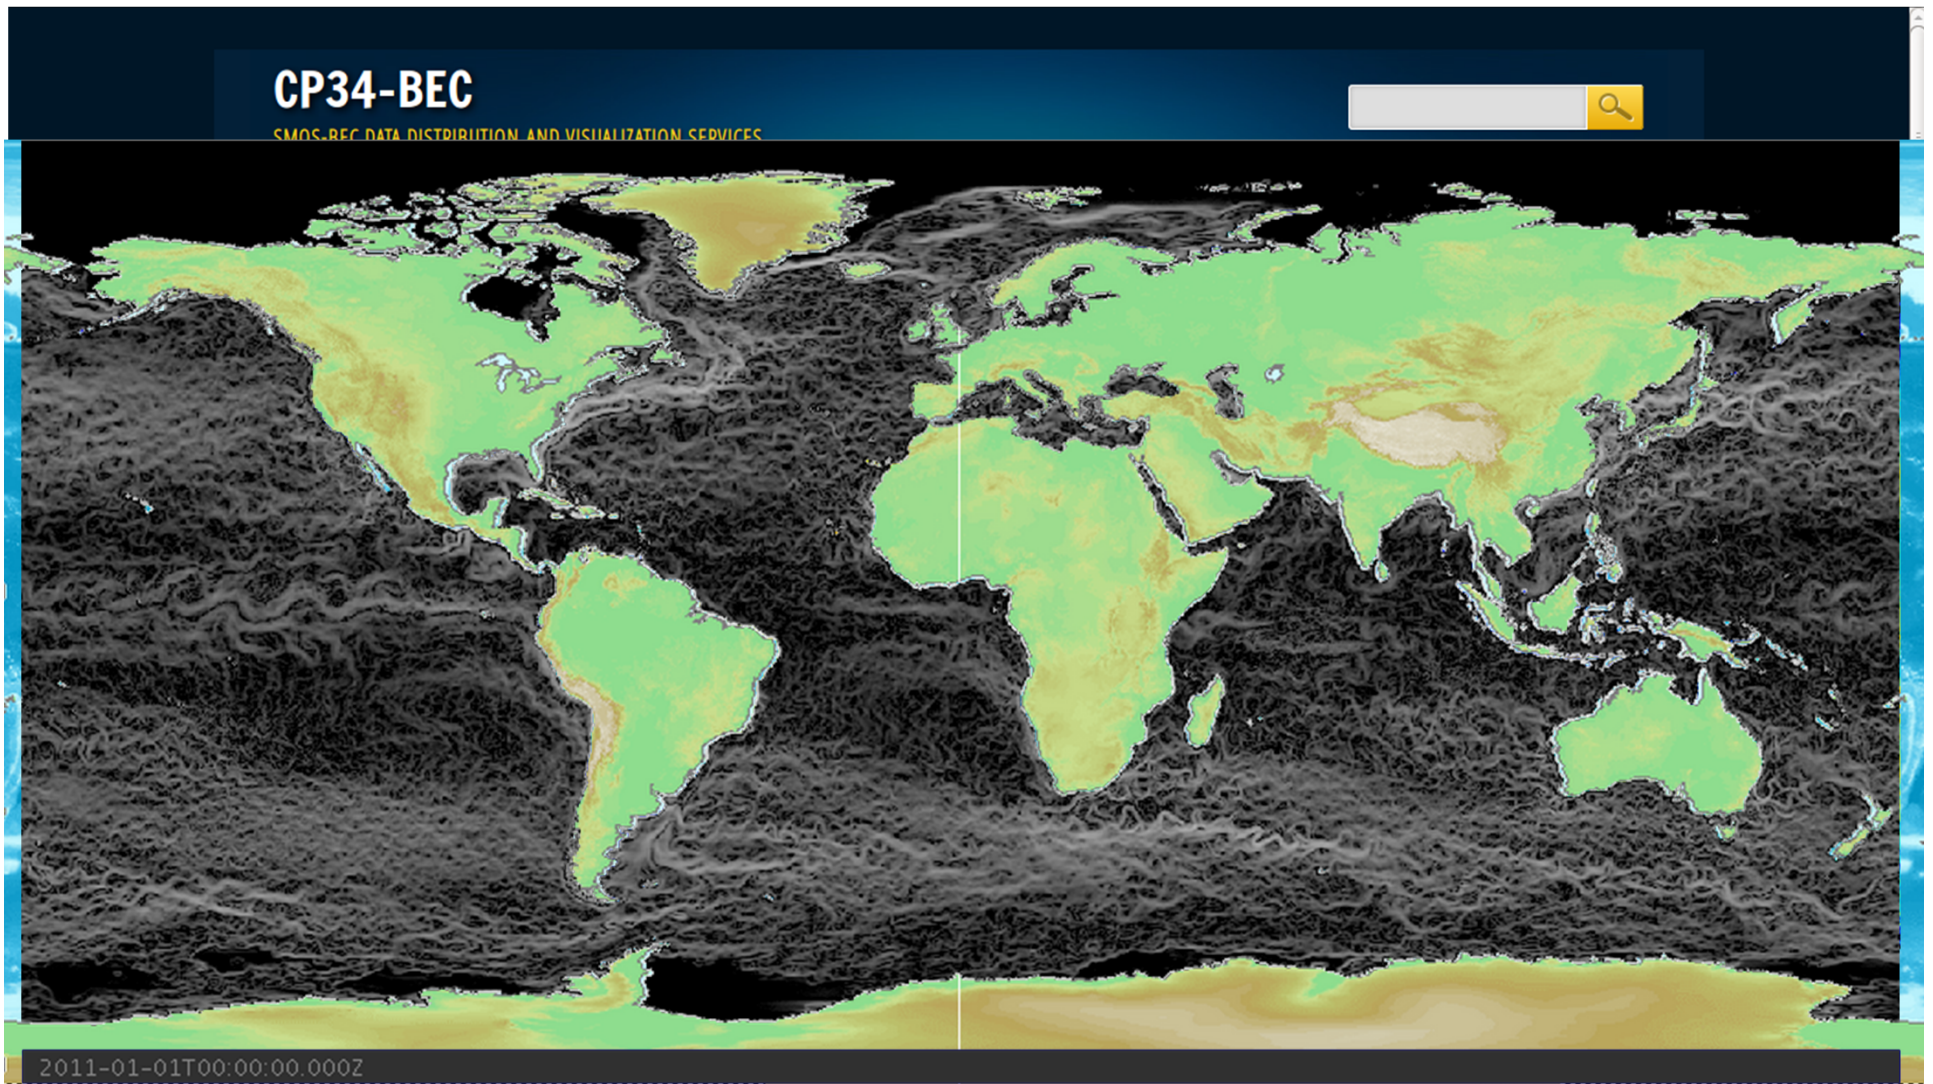 CP34-BEC
SMOS-BEC DATA DISTRIBUTION AND VISUALIZATION SERVICES
2011-01-01T00:00:00.000Z